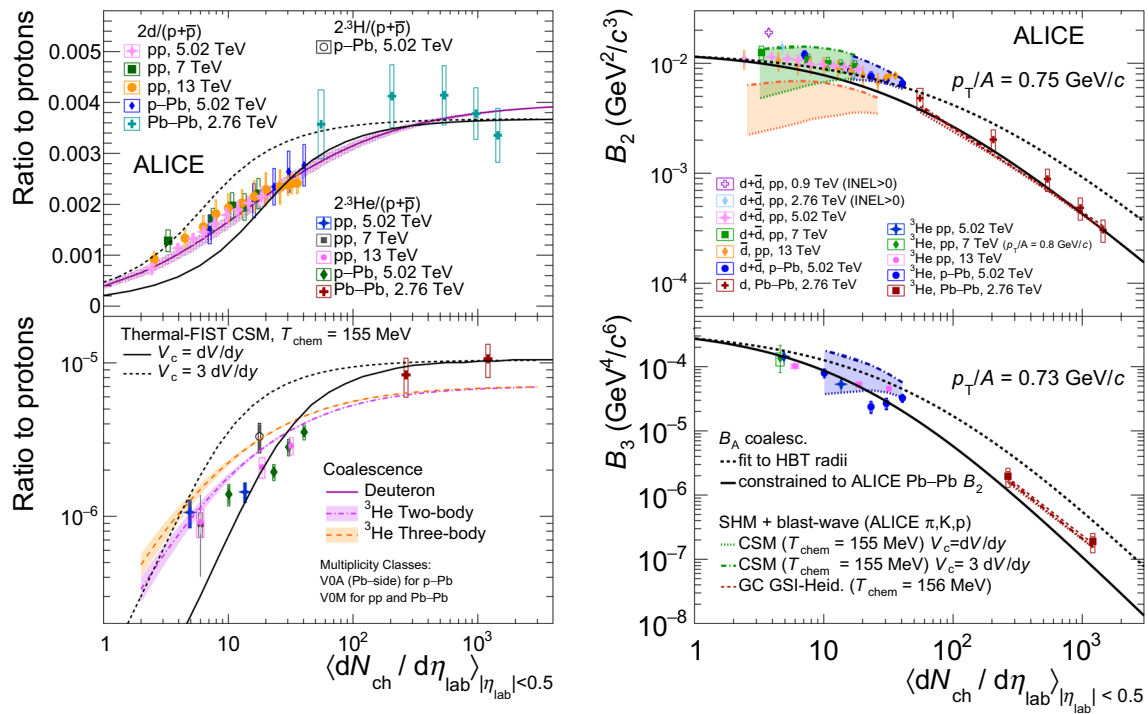 Ratio to protons
0.005
0.004
0.003
0.002
0.001
0
2d/(p+p̅)
pp, 5.02 TeV
pp, 7 TeV
pp, 13 TeV
p–Pb, 5.02 TeV
Pb–Pb, 2.76 TeV
2·³H/(p+p̅)
p–Pb, 5.02 TeV
ALICE
2·³He/(p+p̅)
pp, 5.02 TeV
pp, 7 TeV
pp, 13 TeV
p–Pb, 5.02 TeV
Pb–Pb, 2.76 TeV
Ratio to protons
10⁻⁵
10⁻⁶
Thermal-FIST CSM, T_chem = 155 MeV
V_c = dV/dy
V_c = 3 dV/dy
Coalescence
Deuteron
³He Two-body
³He Three-body
Multiplicity Classes:
V0A (Pb–side) for p–Pb
V0M for pp and Pb–Pb
1 10 10² 10³
⟨dN_ch / dη_lab⟩_|η_lab|<0.5
B₂ (GeV²/c³)
10⁻¹
10⁻²
10⁻³
10⁻⁴
ALICE
p_T/A = 0.75 GeV/c
d+d̅, pp, 0.9 TeV (INEL>0)
d+d̅, pp, 2.76 TeV (INEL>0)
d+d̅, pp, 5.02 TeV
d+d̅, pp, 7 TeV
d̅, pp, 13 TeV
d+d̅, p–Pb, 5.02 TeV
d, Pb–Pb, 2.76 TeV
³He pp, 5.02 TeV
³He, pp, 7 TeV (p_T/A = 0.8 GeV/c)
³He, pp, 13 TeV
³He, p–Pb, 5.02 TeV
³He, Pb–Pb, 2.76 TeV
B₃ (GeV⁴/c⁶)
10⁻⁴
10⁻⁵
10⁻⁶
10⁻⁷
10⁻⁸
p_T/A = 0.73 GeV/c
B_A coalesc.
fit to HBT radii
constrained to ALICE Pb–Pb B₂
SHM + blast-wave (ALICE π,K,p)
CSM (T_chem = 155 MeV) V_c=dV/dy
CSM (T_chem = 155 MeV) V_c= 3 dV/dy
GC GSI-Heid. (T_chem = 156 MeV)
1 10 10² 10³
⟨dN_ch / dη_lab⟩_|η_lab| < 0.5